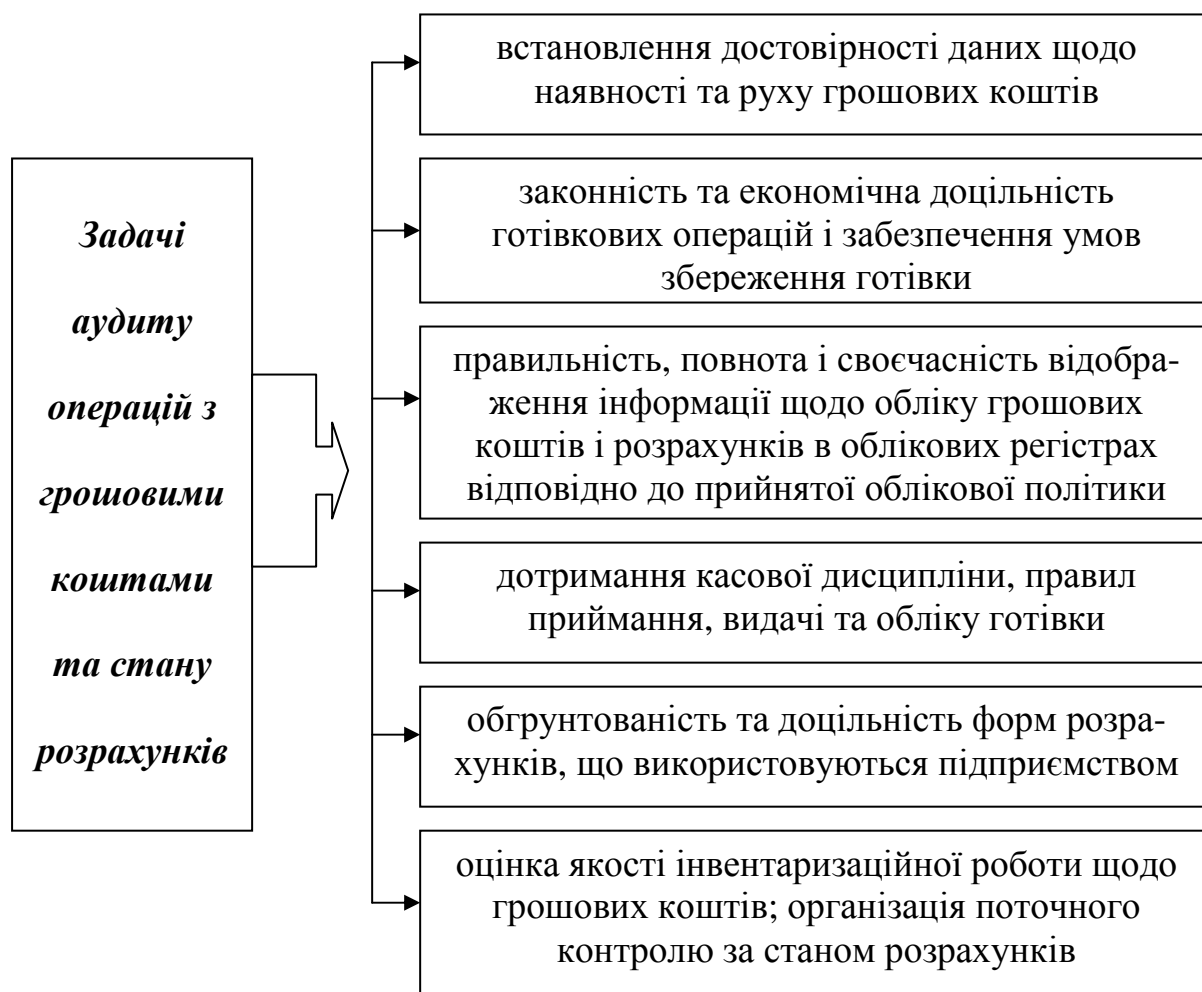 Задачі
аудиту
операцій з
грошовими
коштами
та стану
розрахунків
встановлення достовірності даних щодо
наявності та руху грошових коштів
законність та економічна доцільність
готівкових операцій і забезпечення умов
збереження готівки
правильність, повнота і своєчасність відобра-
ження інформації щодо обліку грошових
коштів і розрахунків в облікових регістрах
відповідно до прийнятої облікової політики
дотримання касової дисципліни, правил
приймання, видачі та обліку готівки
обгрунтованість та доцільність форм розра-
хунків, що використовуються підприємством
оцінка якості інвентаризаційної роботи щодо
грошових коштів; організація поточного
контролю за станом розрахунків